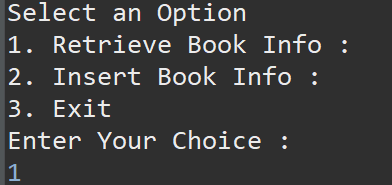 Select an Option
1. Retrieve Book Info :
2. Insert Book Info :
3. Exit
Enter Your Choice :
1